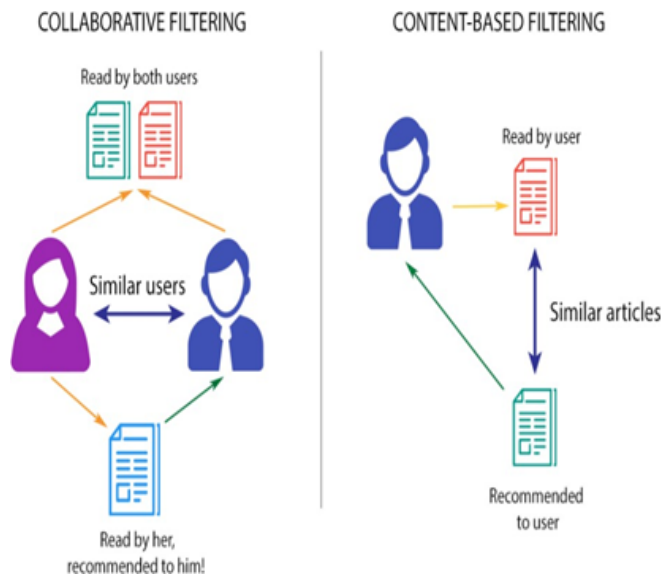 COLLABORATIVE FILTERING
Read by both users
Similar users
Read by her,
recommended to him!
CONTENT-BASED FILTERING
Read by user
Similar articles
Recommended
to user